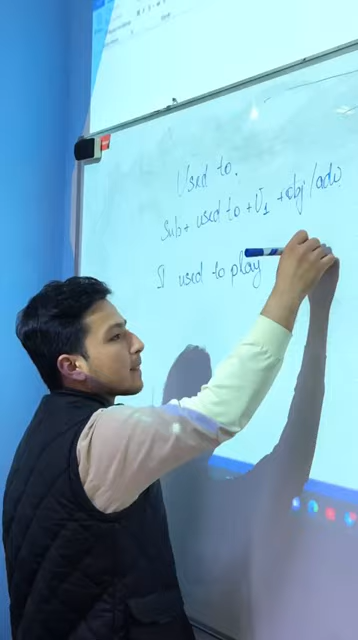 Used to.
Sub+ used to + V1 + obj/adv.
I used to play